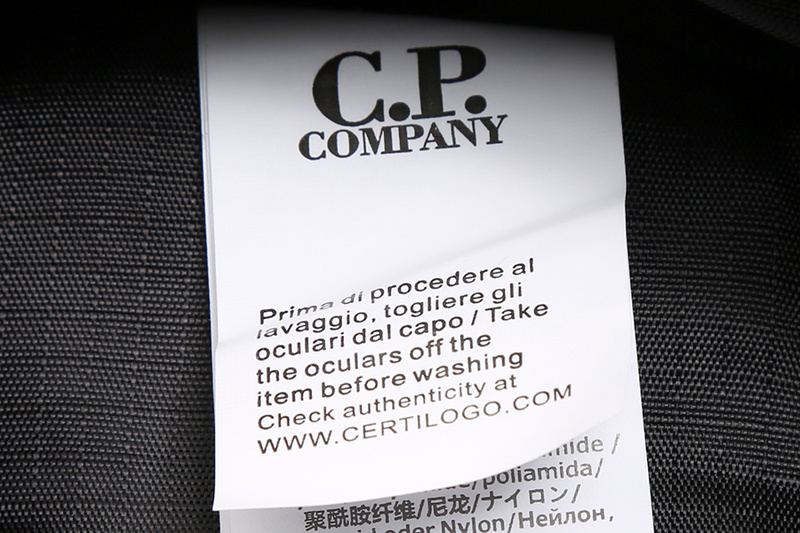 C.P.
COMPANY
Prima di procedere al
lavaggio, togliere gli
oculari dal capo / Take
the oculars off the
item before washing
Check authenticity at
WWW.CERTILOGO.COM
/
/poliamida/
聚酰胺纤维/尼龙/ナイロン/
oder Nylon/Нейлон,